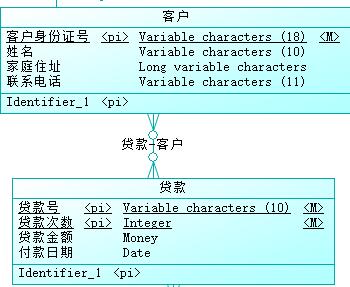 客户
客户身份证号 <pi> Variable characters (18) <M>
姓名 Variable characters (10)
家庭住址 Long variable characters
联系电话 Variable characters (11)
Identifier_1 <pi>
贷款-客户
贷款
贷款号 <pi> Variable characters (10) <M>
贷款次数 <pi> Integer <M>
贷款金额 Money
付款日期 Date
Identifier_1 <pi>